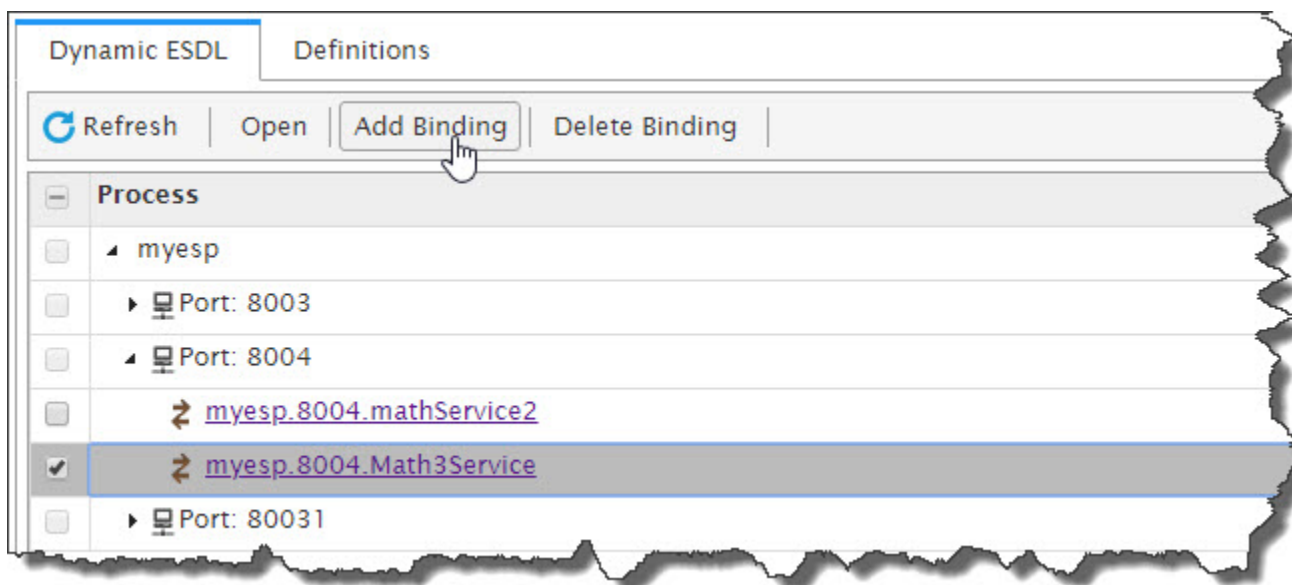 Dynamic ESDL Definitions
Refresh Open Add Binding Delete Binding
Process
myesp
Port: 8003
Port: 8004
myesp.8004.mathService2
myesp.8004.Math3Service
Port: 80031